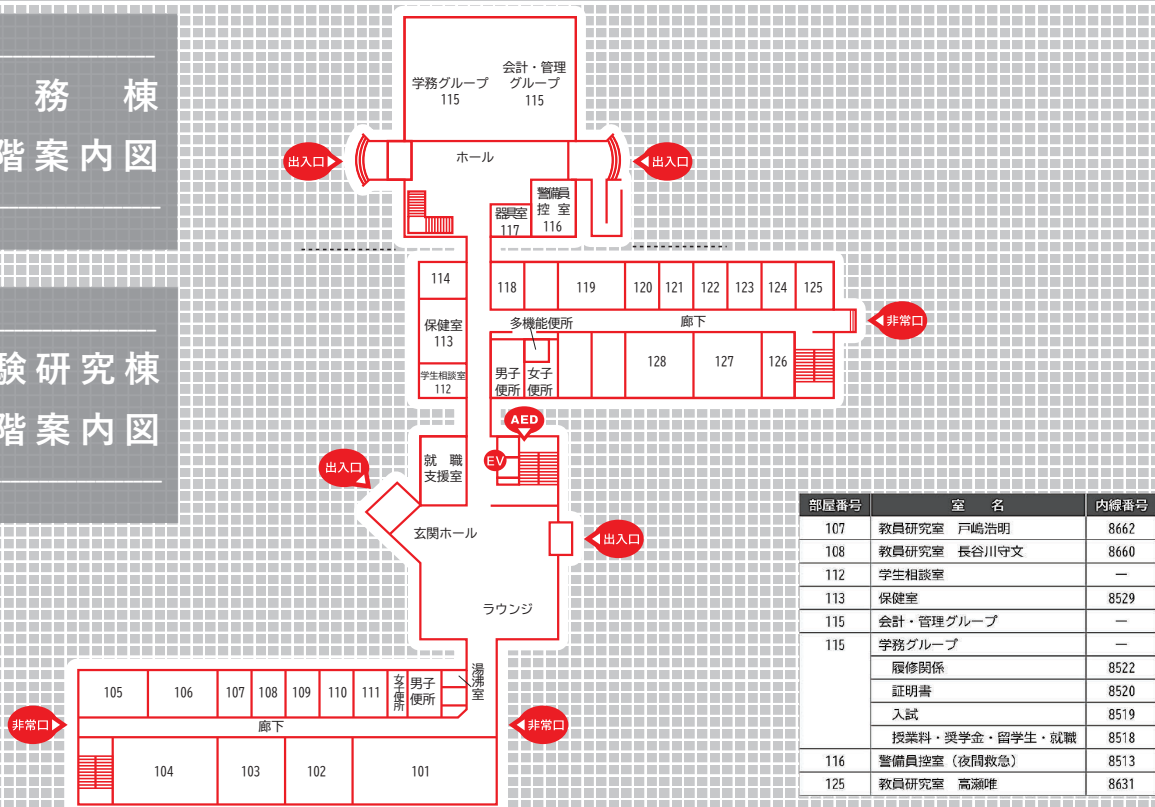 務棟
階案内図
験研究棟
階案内図
学務グループ
115
会計・管理
グループ
115
出入口
ホール
出入口
器具室
117
警備員
控室
116
114
118
119
120
121
122
123
124
125
保健室
113
多機能便所
廊下
非常口
学生相談室
112
男子
便所
女子
便所
128
127
126
AED
EV
就職
支援室
出入口
玄関ホール
出入口
ラウンジ
湯沸室
105
106
107
108
109
110
111
女子便所
男子
便所
非常口
廊下
非常口
104
103
102
101
部屋番号 室名 内線番号
107 教員研究室 戸嶋浩明 8662
108 教員研究室 長谷川守文 8660
112 学生相談室 ―
113 保健室 8529
115 会計・管理グループ ―
115 学務グループ ―
履修関係 8522
証明書 8520
入試 8519
授業料・奨学金・留学生・就職 8518
116 警備員控室（夜間救急） 8513
125 教員研究室 高瀬唯 8631